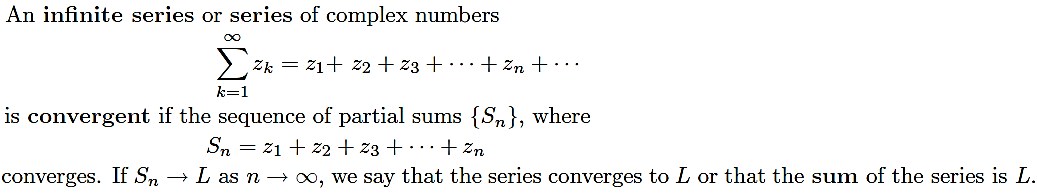 An infinite series or series of complex numbers
∞
∑ z_k = z_1 + z_2 + z_3 + ⋯ + z_n + ⋯
k=1
is convergent if the sequence of partial sums {S_n}, where
S_n = z_1 + z_2 + z_3 + ⋯ + z_n
converges. If S_n → L as n → ∞, we say that the series converges to L or that the sum of the series is L.